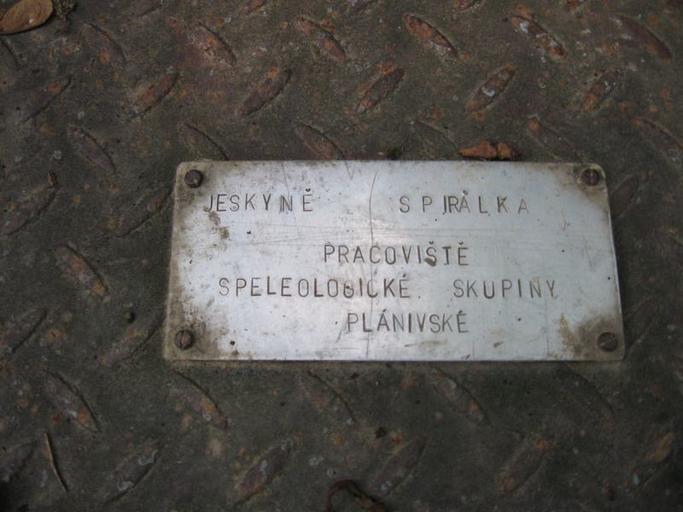 JESKYNĚ SPIRÁLKA
PRACOVIŠTĚ
SPELEOLOGICKÉ SKUPINY
PLÁNIVSKÉ